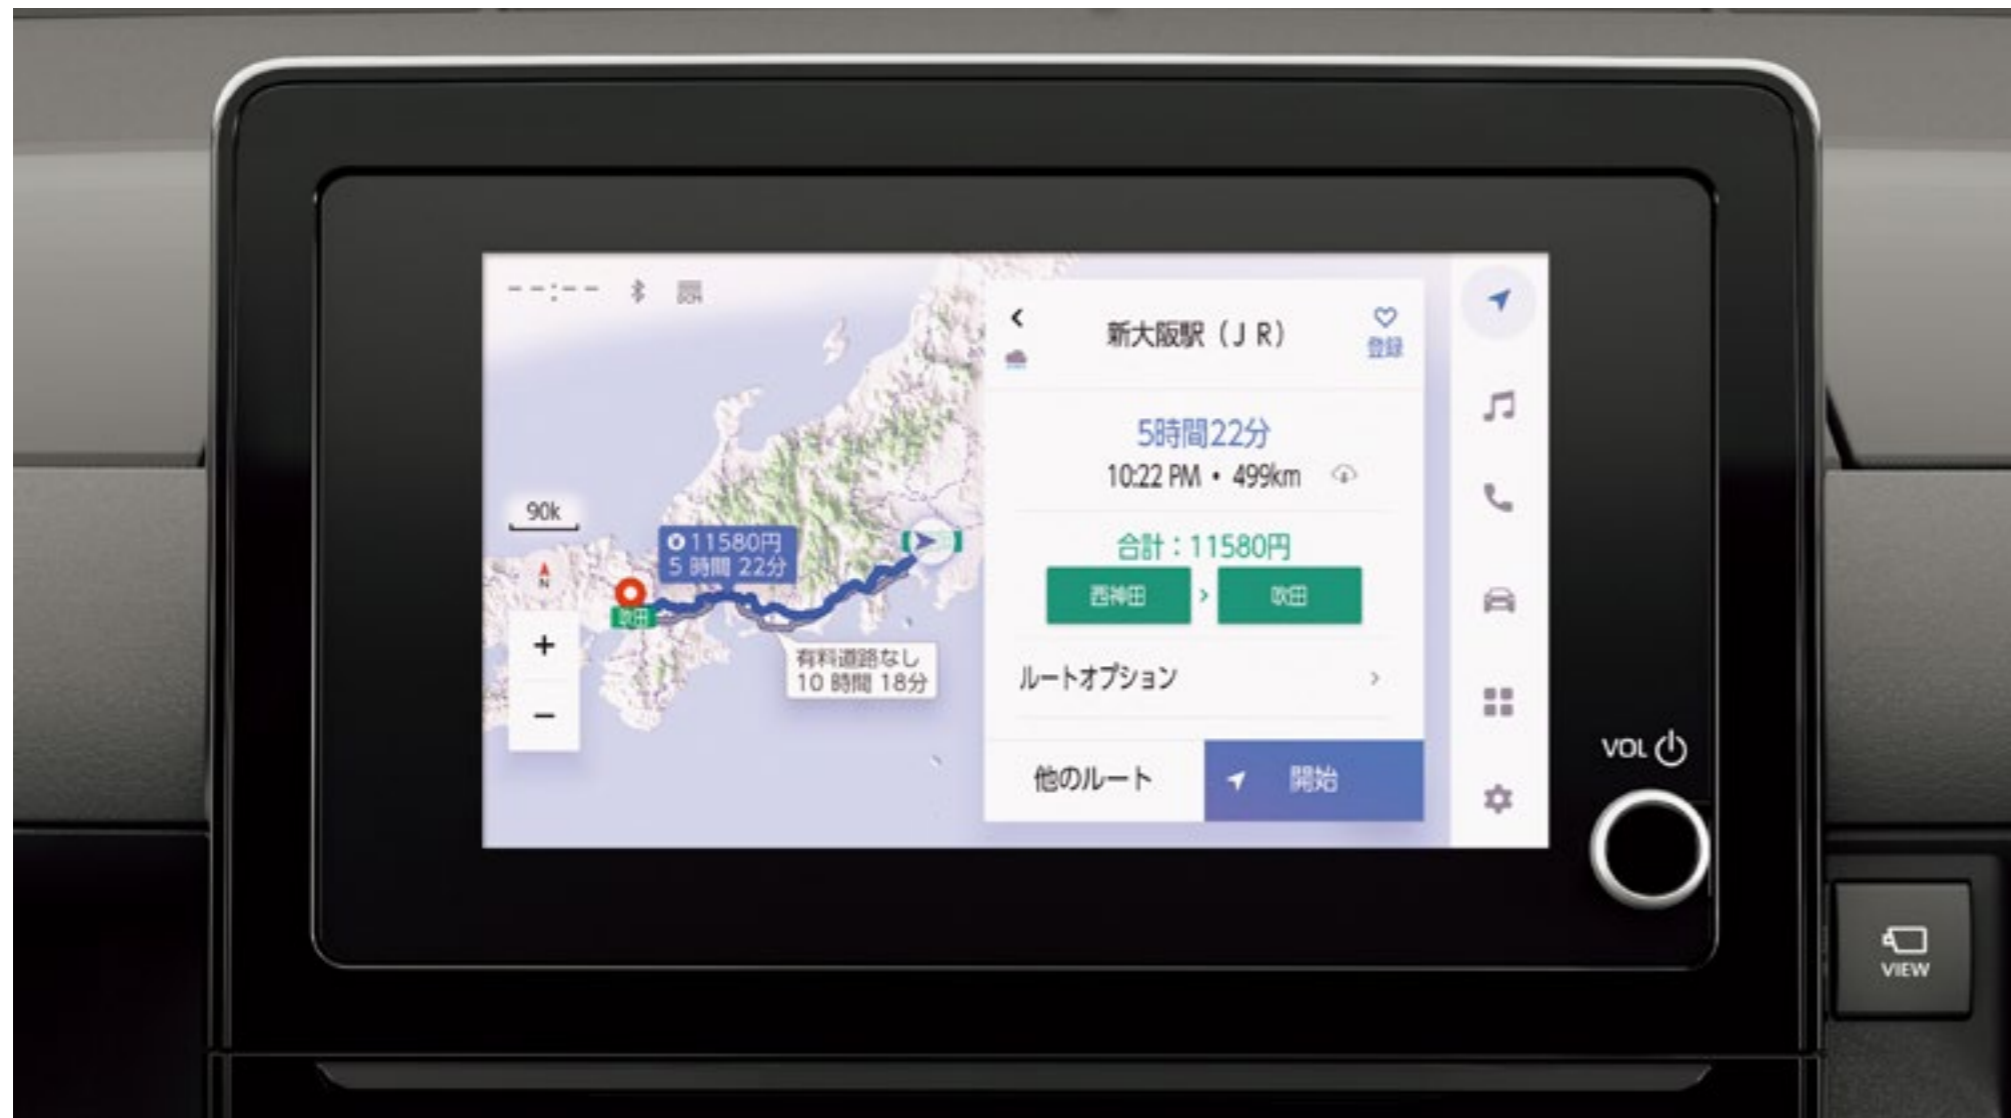 --:--
DCM
90k
N
+
−
11580円
5 時間 22分
吹田
有料道路なし
10 時間 18分
新大阪駅（ＪＲ）
登録
5時間22分
10:22 PM • 499km
合計：11580円
西神田 > 吹田
ルートオプション
他のルート
開始
VOL
VIEW